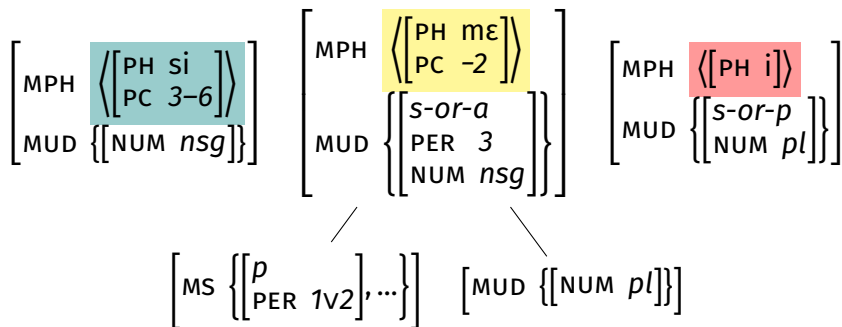 MPH ⟨[PH si
PC 3–6]⟩
MUD {[NUM nsg]}
MPH ⟨[PH mɛ
PC –2]⟩
MUD {[s-or-a
PER 3
NUM nsg]}
MPH ⟨[PH i]⟩
MUD {[s-or-p
NUM pl]}
[MS {[p
PER 1∨2], ...}]
[MUD {[NUM pl]}]